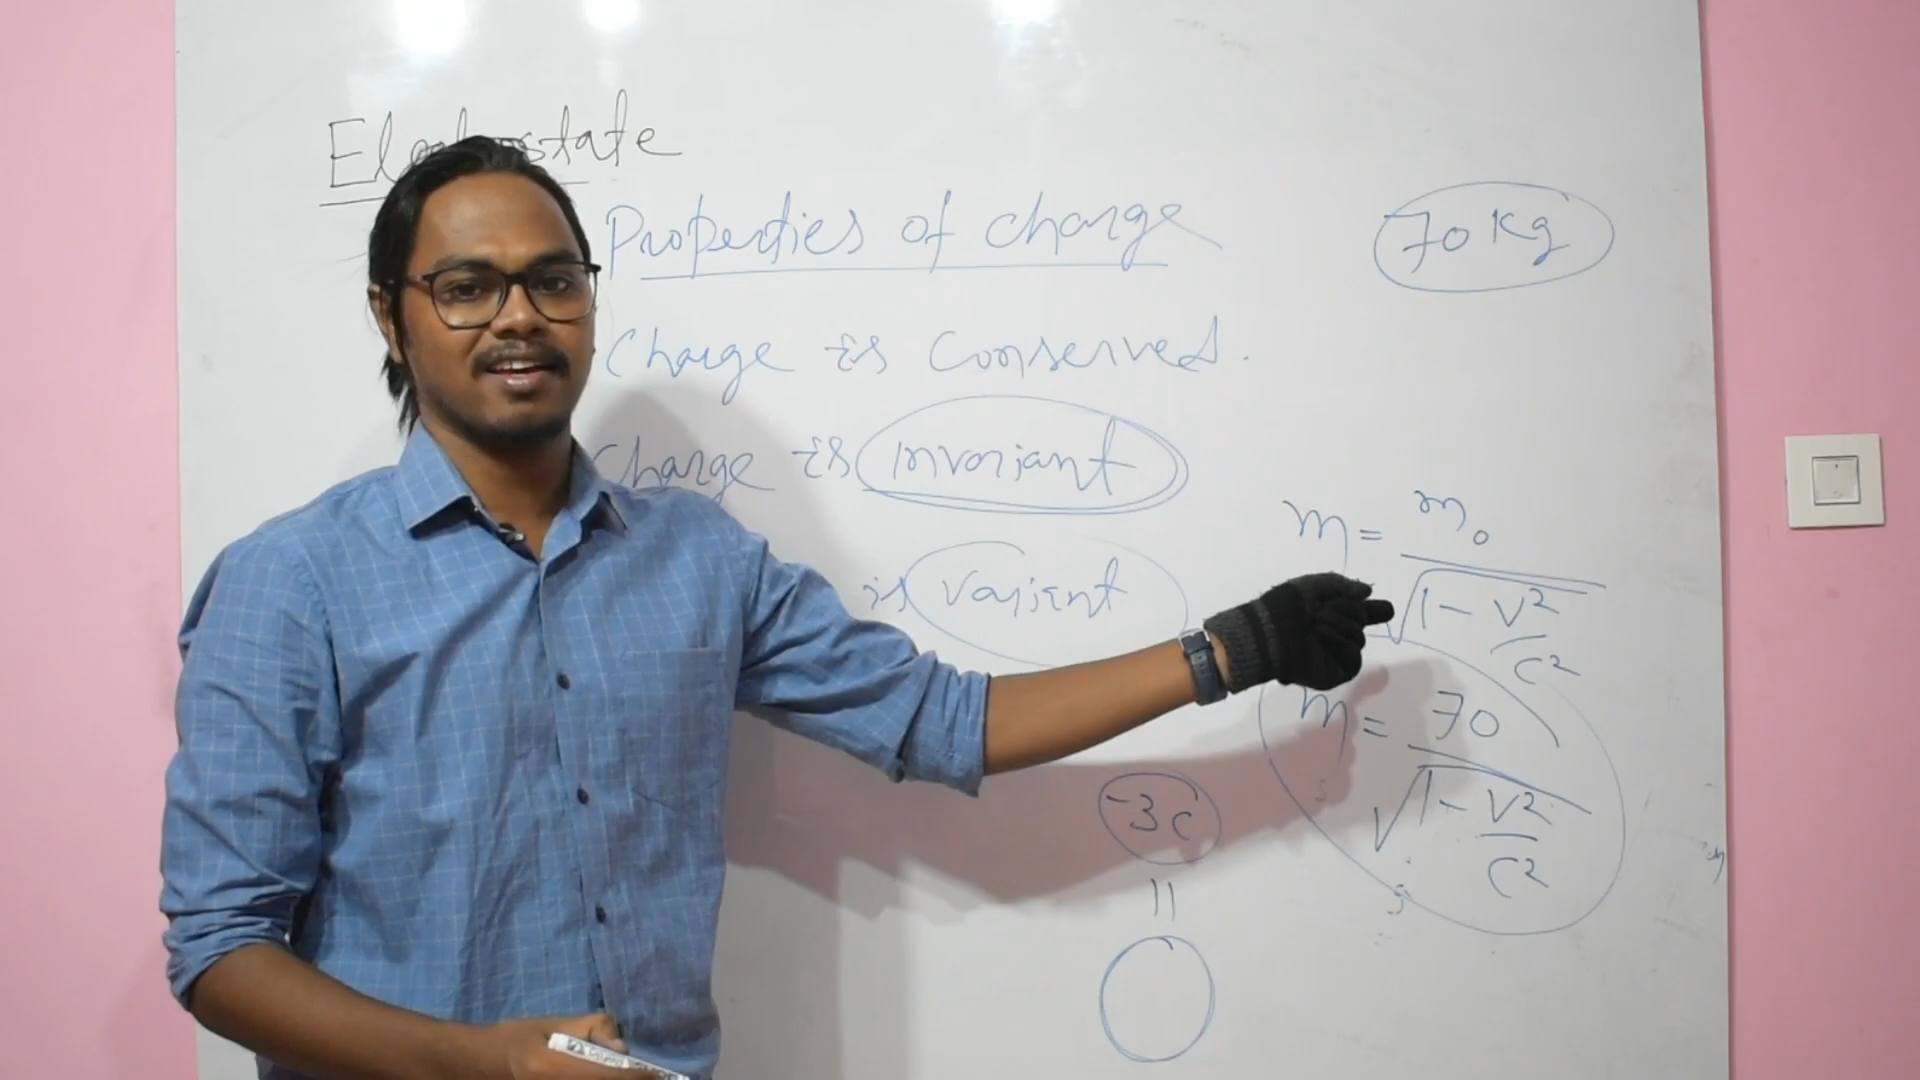 Electrostate
Properties of charge
70 Kg
Charge is conserved.
Charge is invariant
is varient
m = m₀ / √1 - v²/c²
m = 70 / √1 - v²/c²
-3c